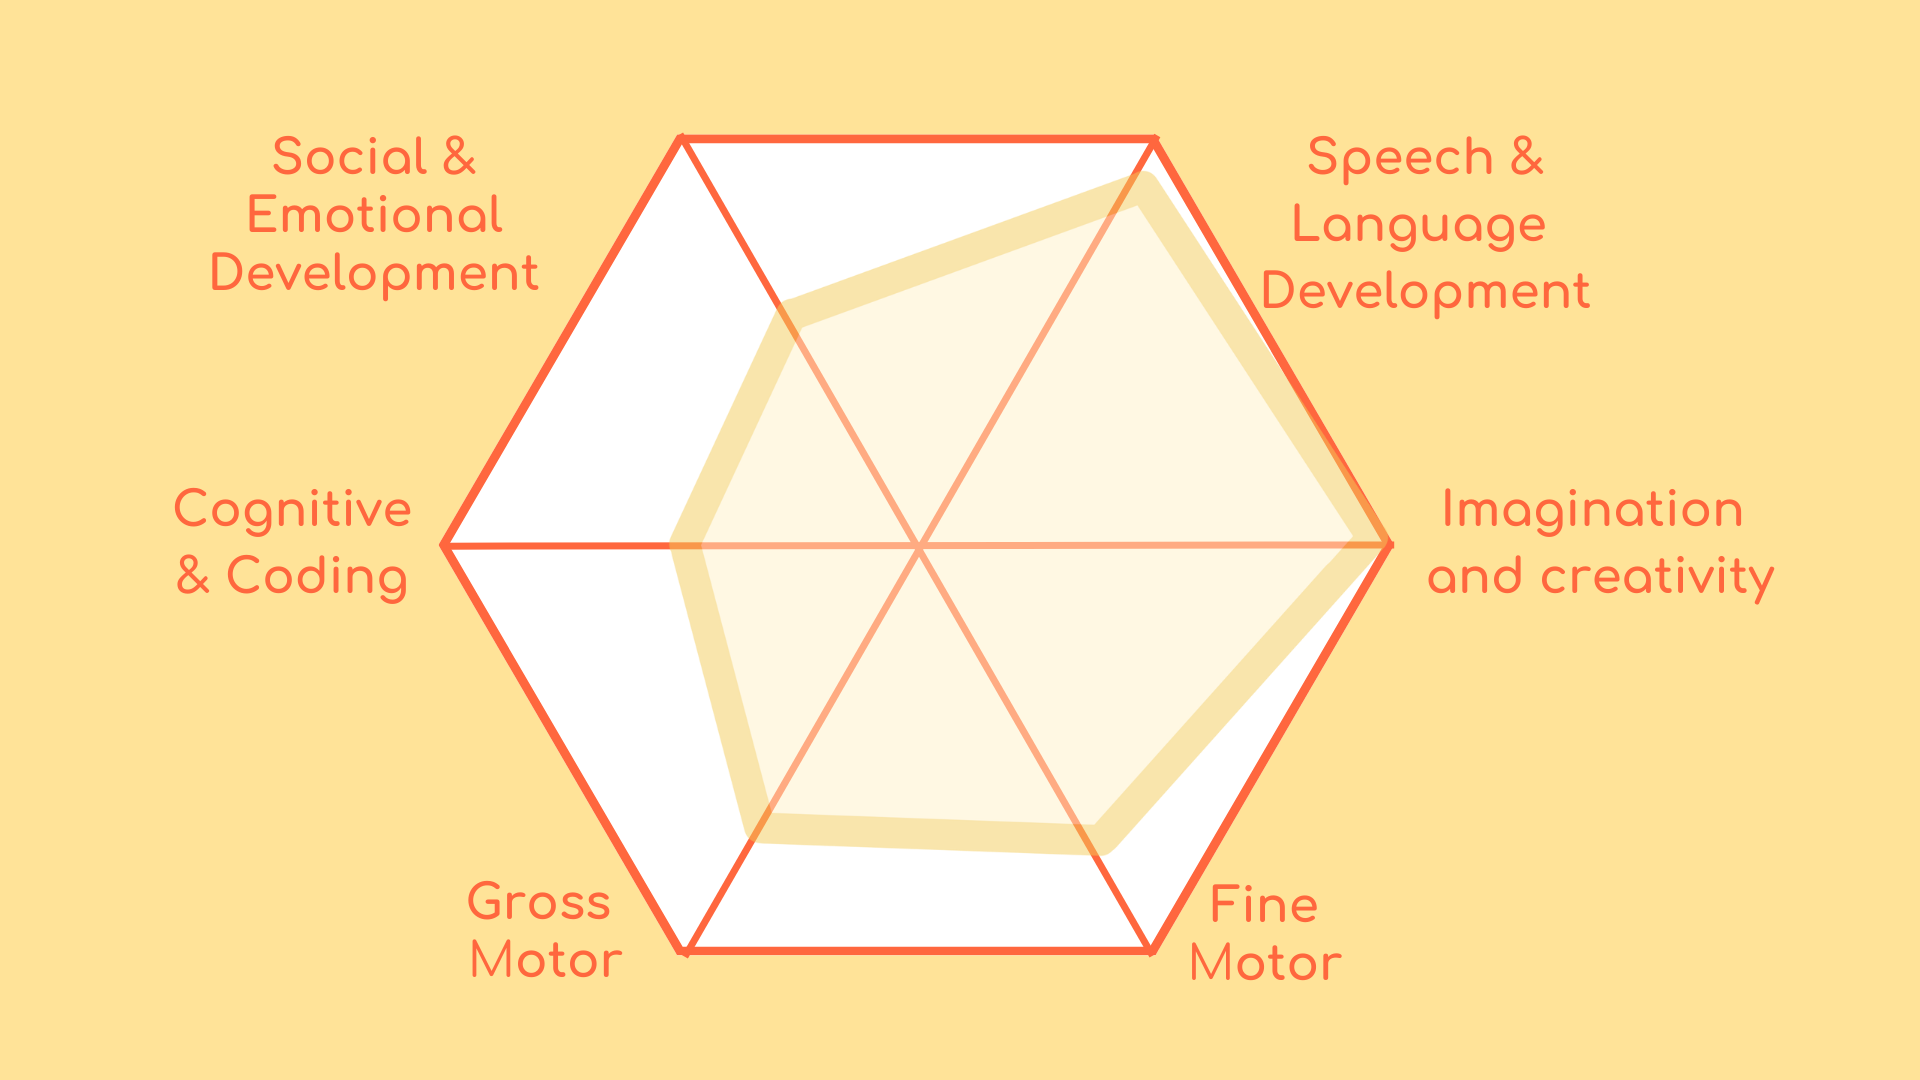 Social &
Emotional
Development
Speech &
Language
Development
Cognitive
& Coding
Imagination
and creativity
Gross
Motor
Fine
Motor